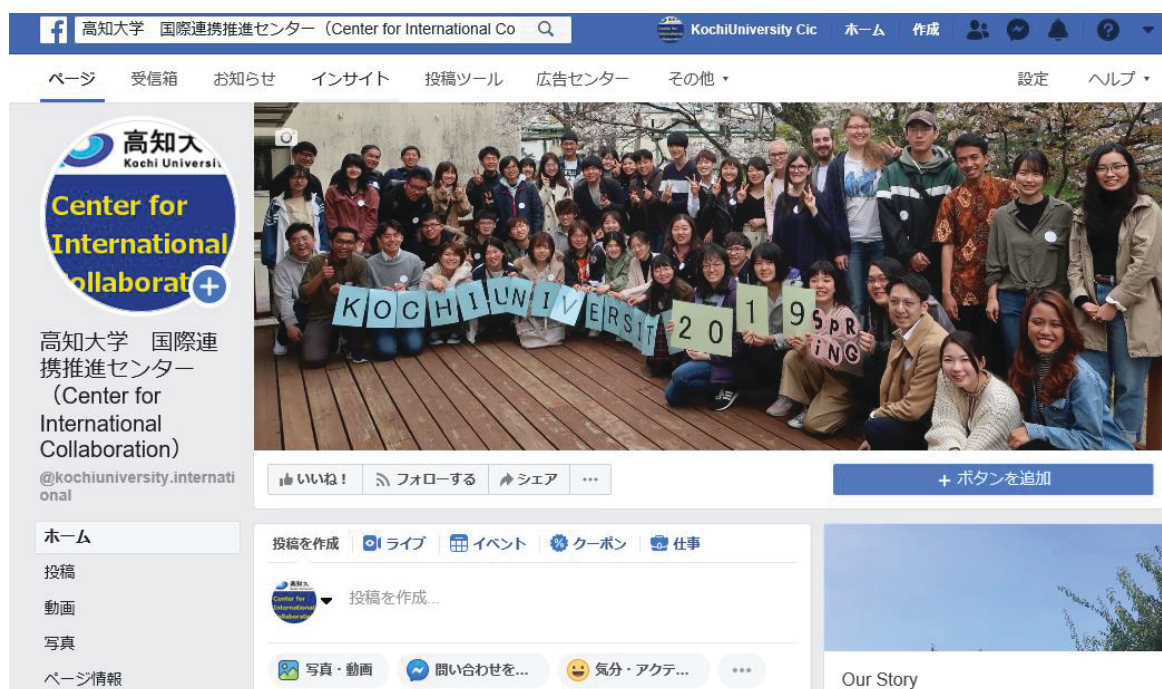 高知大学　国際連携推進センター（Center for International Co
KochiUniversity Cic
ホーム
作成
ページ
受信箱
お知らせ
インサイト
投稿ツール
広告センター
その他
設定
ヘルプ
高知大
Kochi Universit
Center for
International
Collaborat
KOCHI UNIVERSIT 2019 SPRING
高知大学　国際連
携推進センター
（Center for
International
Collaboration）
@kochiuniversity.internati
onal
いいね！
フォローする
シェア
...
+ ボタンを追加
ホーム
投稿
動画
写真
ページ情報
投稿を作成
ライブ
イベント
クーポン
仕事
投稿を作成...
写真・動画
問い合わせを...
気分・アクテ...
...
Our Story